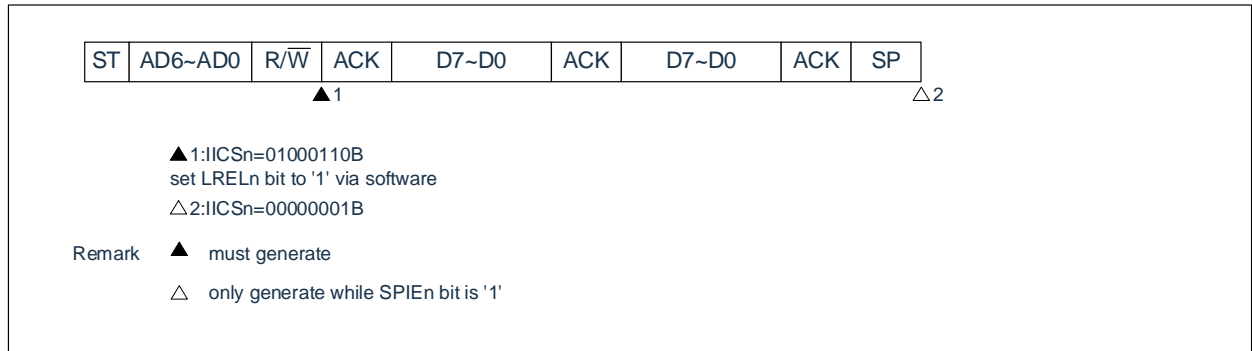 ST AD6~AD0 R/W̅ ACK D7~D0 ACK D7~D0 ACK SP
▲1 △2
▲1:IICSn=01000110B
set LRELn bit to '1' via software
△2:IICSn=00000001B
Remark ▲ must generate
△ only generate while SPIEn bit is '1'